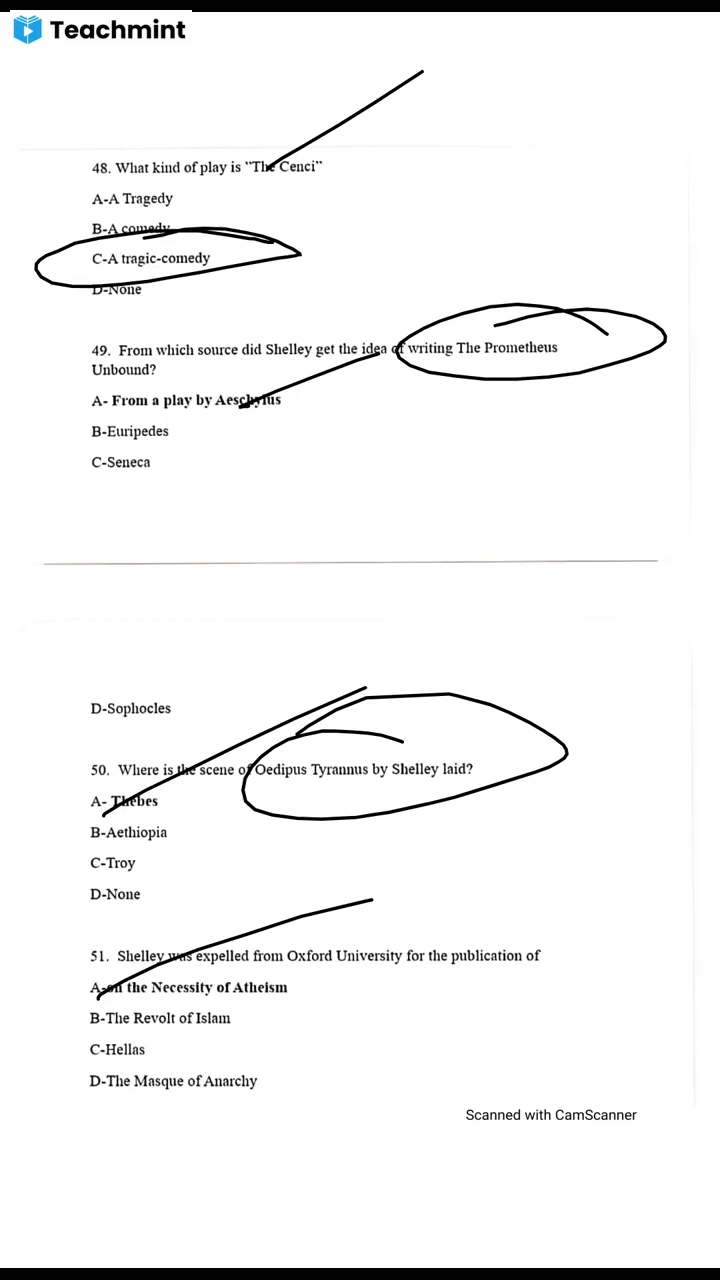 Teachmint
48. What kind of play is "The Cenci"
A-A Tragedy
B-A comedy
C-A tragic-comedy
D-None
49. From which source did Shelley get the idea of writing The Prometheus
Unbound?
A- From a play by Aeschylus
B-Euripedes
C-Seneca
D-Sophocles
50. Where is the scene of Oedipus Tyrannus by Shelley laid?
A- Thebes
B-Aethiopia
C-Troy
D-None
51. Shelley was expelled from Oxford University for the publication of
A-on the Necessity of Atheism
B-The Revolt of Islam
C-Hellas
D-The Masque of Anarchy
Scanned with CamScanner